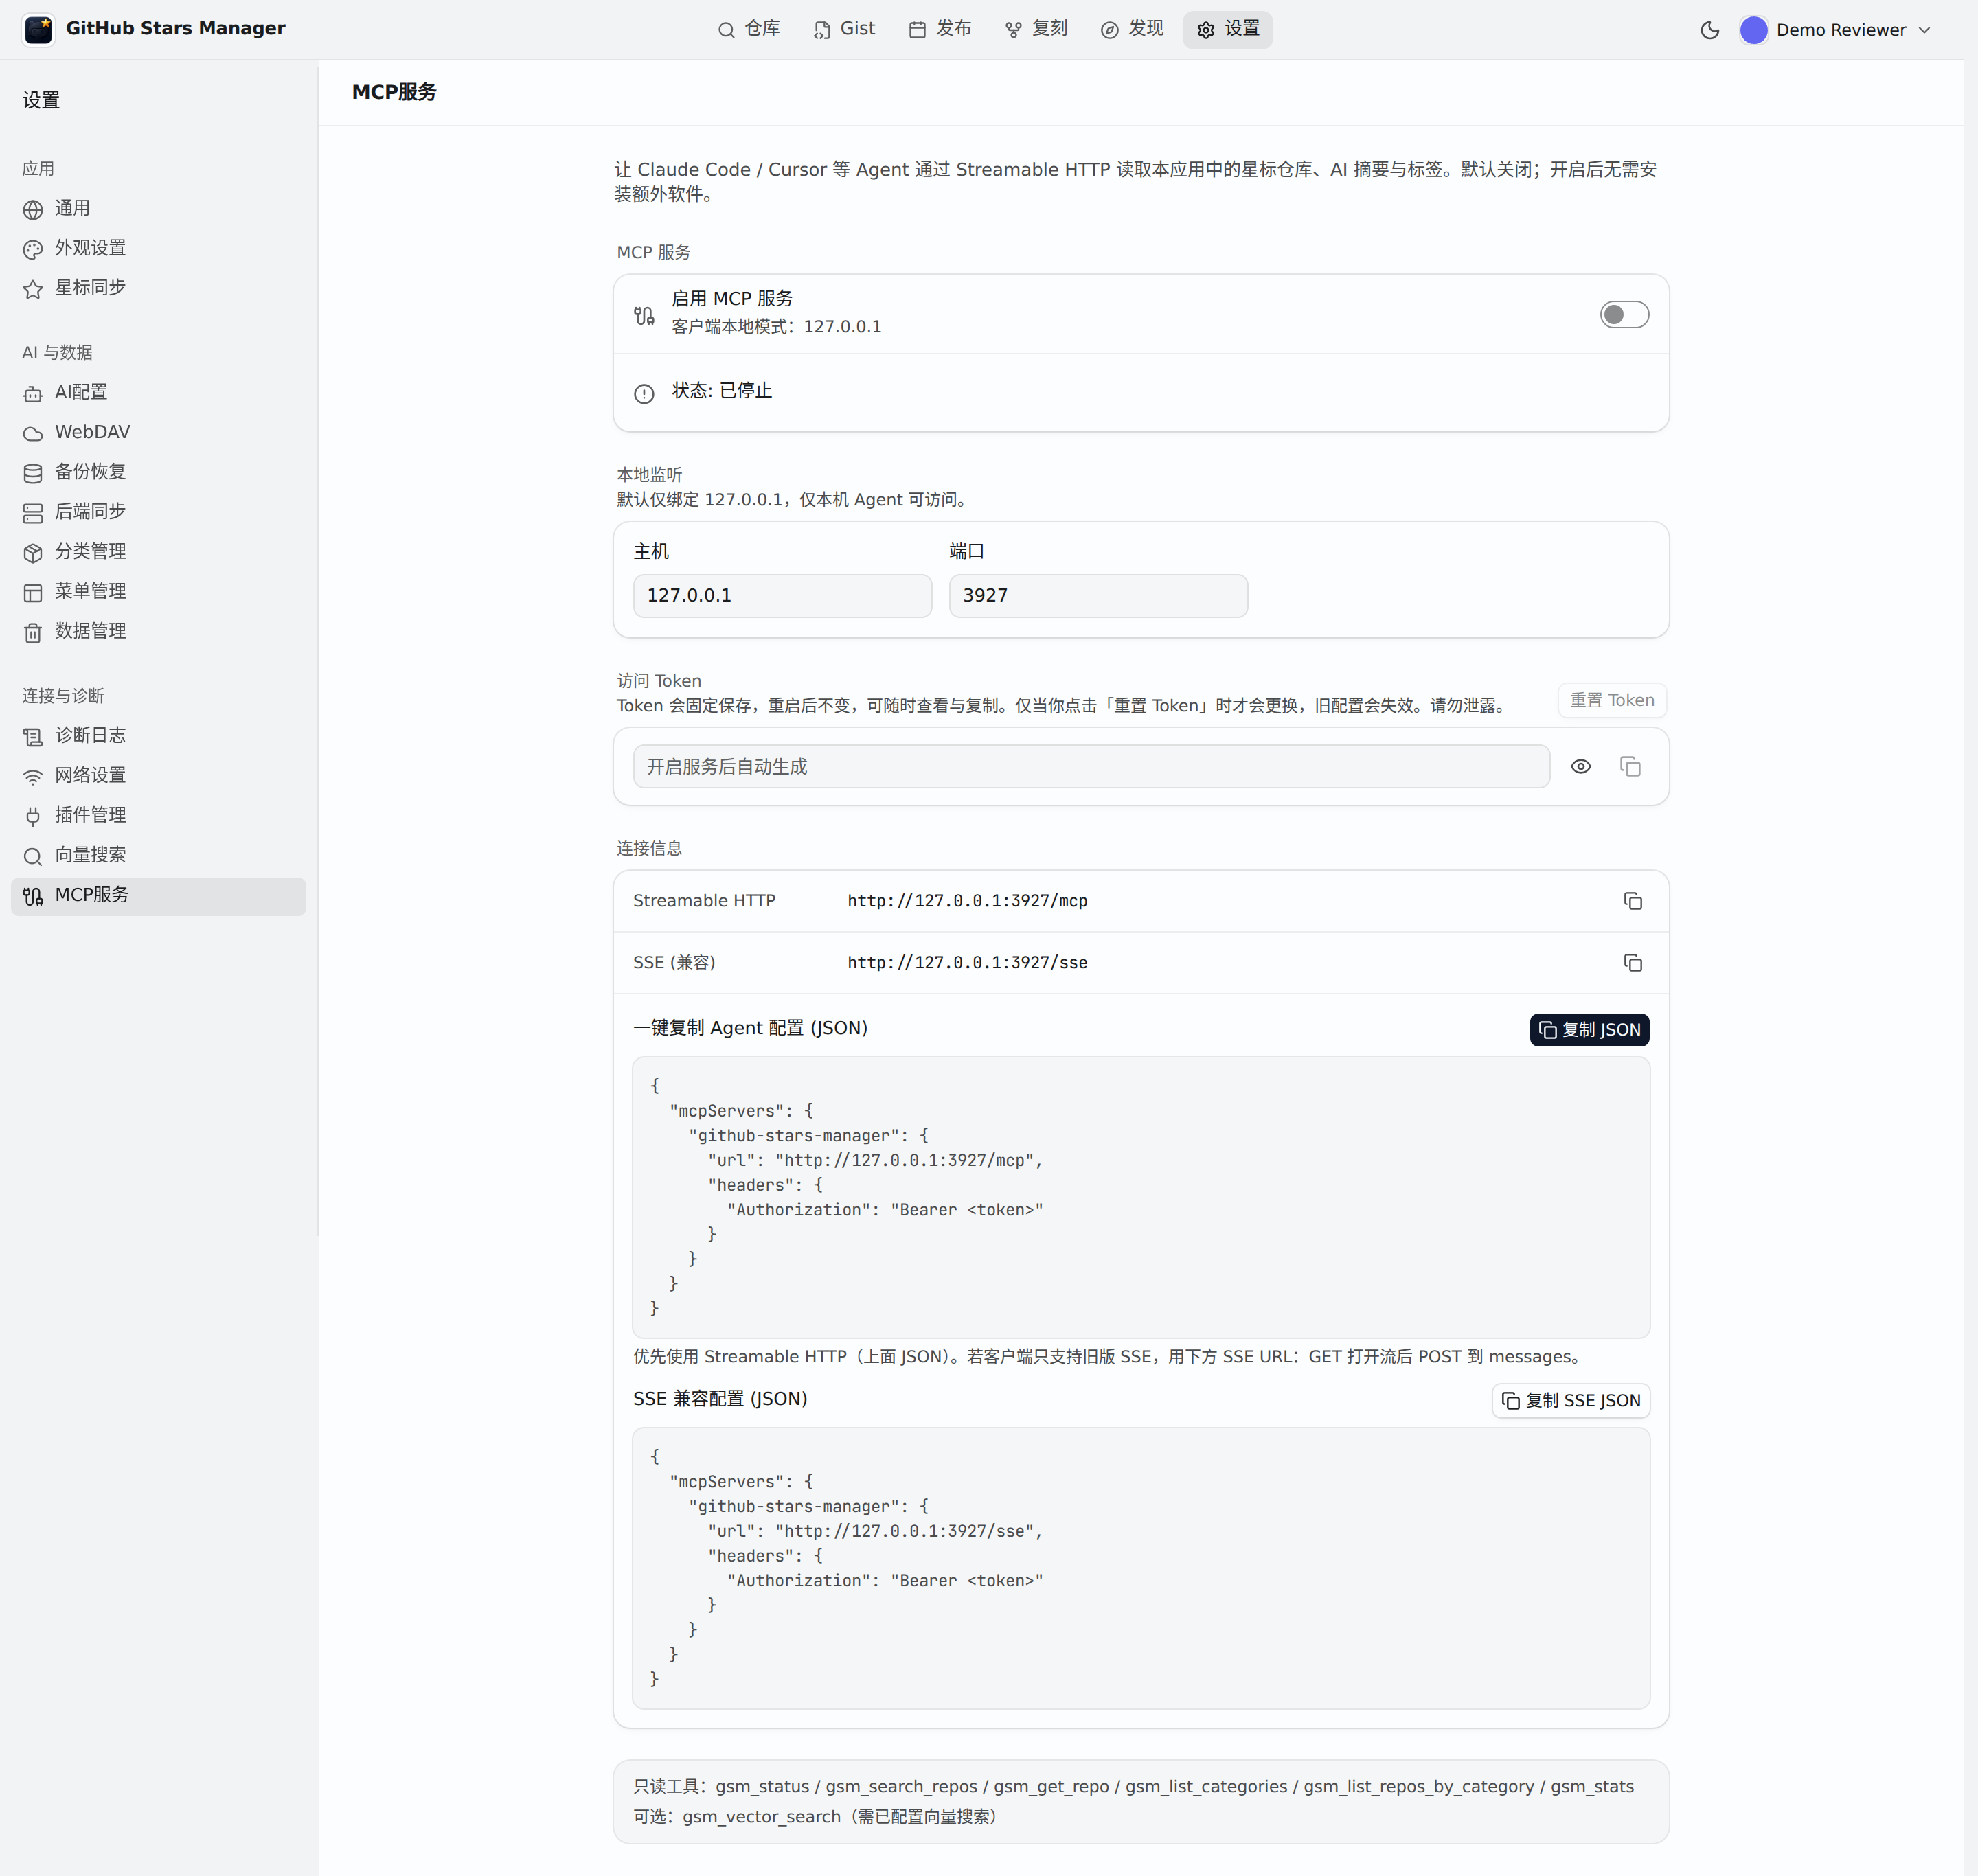 GitHub Stars Manager
仓库
Gist
发布
复刻
发现
设置
Demo Reviewer
设置
应用
通用
外观设置
星标同步
AI 与数据
AI配置
WebDAV
备份恢复
后端同步
分类管理
菜单管理
数据管理
连接与诊断
诊断日志
网络设置
插件管理
向量搜索
MCP服务
MCP服务
让 Claude Code / Cursor 等 Agent 通过 Streamable HTTP 读取本应用中的星标仓库、AI 摘要与标签。默认关闭；开启后无需安
装额外软件。
MCP 服务
启用 MCP 服务
客户端本地模式：127.0.0.1
状态: 已停止
本地监听
默认仅绑定 127.0.0.1，仅本机 Agent 可访问。
主机
端口
127.0.0.1
3927
访问 Token
Token 会固定保存，重启后不变，可随时查看与复制。仅当你点击「重置 Token」时才会更换，旧配置会失效。请勿泄露。
重置 Token
开启服务后自动生成
连接信息
Streamable HTTP
http://127.0.0.1:3927/mcp
SSE (兼容)
http://127.0.0.1:3927/sse
一键复制 Agent 配置 (JSON)
复制 JSON
{
"mcpServers": {
"github-stars-manager": {
"url": "http://127.0.0.1:3927/mcp",
"headers": {
"Authorization": "Bearer <token>"
}
}
}
}
优先使用 Streamable HTTP（上面 JSON）。若客户端只支持旧版 SSE，用下方 SSE URL：GET 打开流后 POST 到 messages。
SSE 兼容配置 (JSON)
复制 SSE JSON
{
"mcpServers": {
"github-stars-manager": {
"url": "http://127.0.0.1:3927/sse",
"headers": {
"Authorization": "Bearer <token>"
}
}
}
}
只读工具：gsm_status / gsm_search_repos / gsm_get_repo / gsm_list_categories / gsm_list_repos_by_category / gsm_stats
可选：gsm_vector_search（需已配置向量搜索）